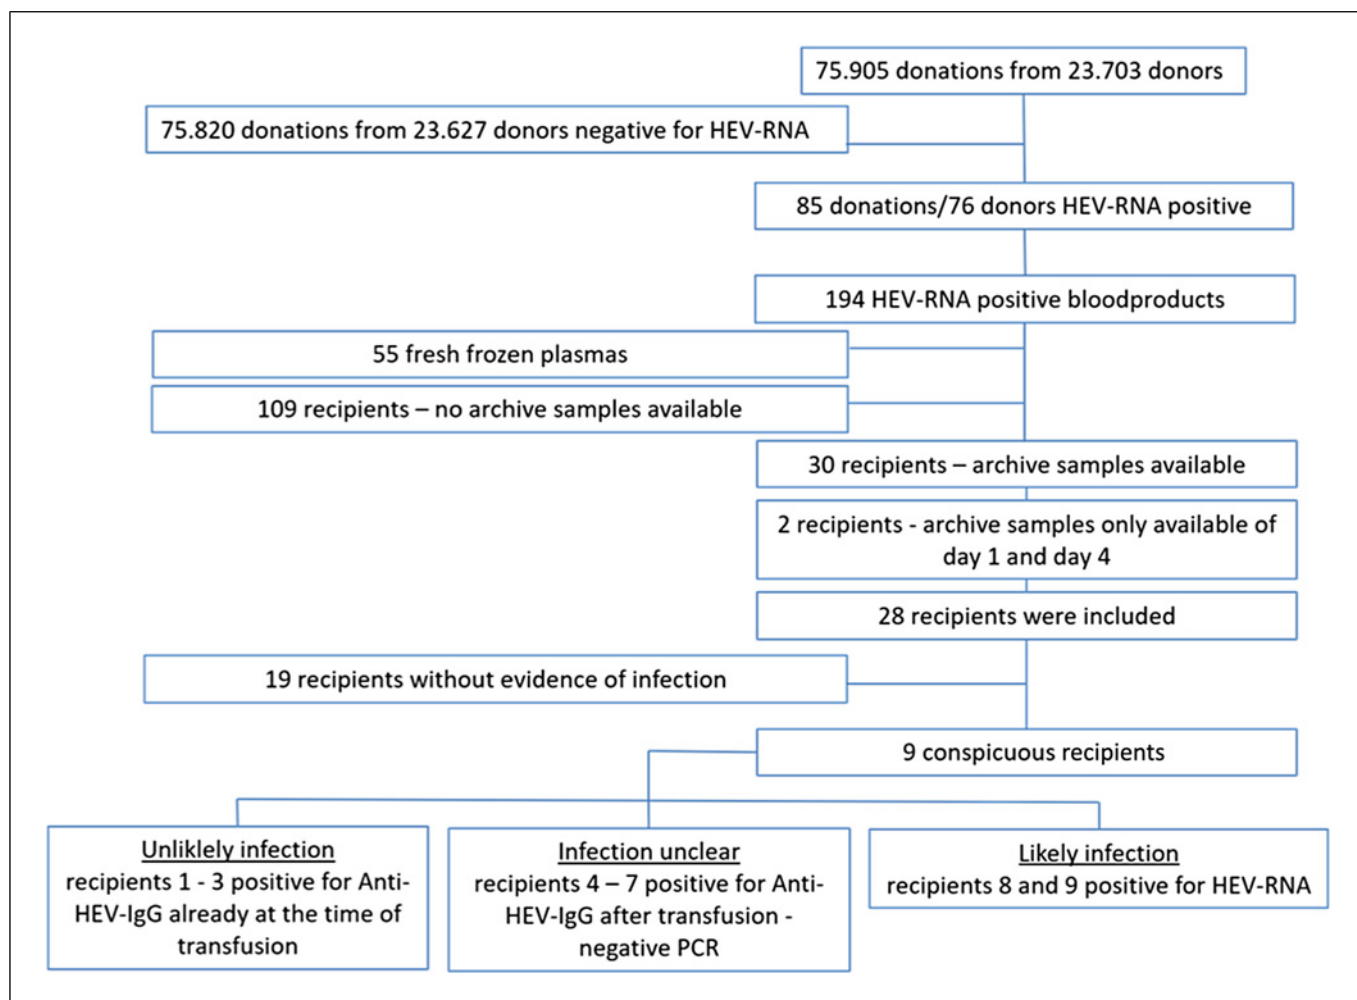 75.905 donations from 23.703 donors
75.820 donations from 23.627 donors negative for HEV-RNA
85 donations/76 donors HEV-RNA positive
194 HEV-RNA positive bloodproducts
55 fresh frozen plasmas
109 recipients – no archive samples available
30 recipients – archive samples available
2 recipients - archive samples only available of
day 1 and day 4
28 recipients were included
19 recipients without evidence of infection
9 conspicuous recipients
Unliklely infection
recipients 1 - 3 positive for Anti-
HEV-IgG already at the time of
transfusion
Infection unclear
recipients 4 – 7 positive for Anti-
HEV-IgG after transfusion -
negative PCR
Likely infection
recipients 8 and 9 positive for HEV-RNA